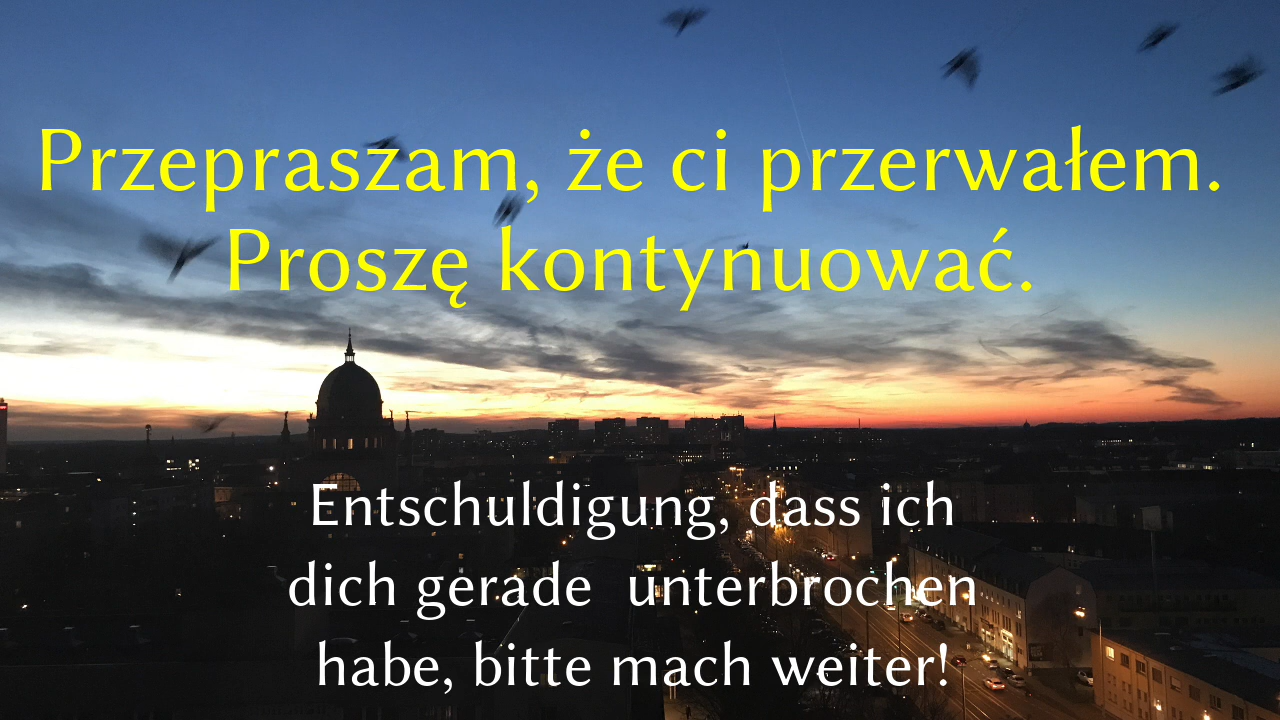 Przepraszam, że ci przerwałem.
Proszę kontynuować.
Entschuldigung, dass ich
dich gerade  unterbrochen
habe, bitte mach weiter!